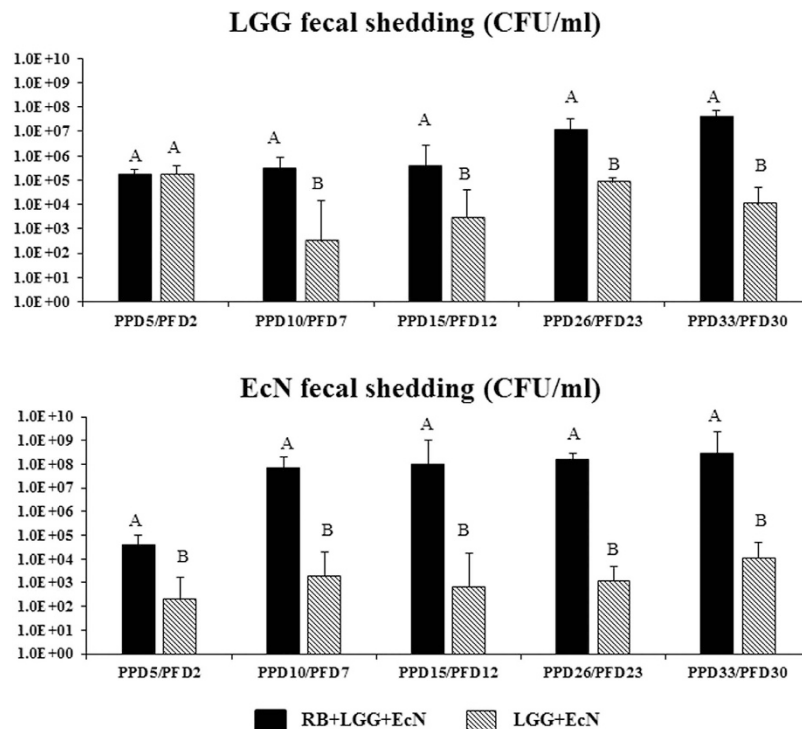 LGG fecal shedding (CFU/ml)
1.0E +10
1.0E+09
1.0E+08
1.0E+07
1.0E+06
1.0E+05
1.0E+04
1.0E+03
1.0E+02
1.0E+01
1.0E+00
A A A B A B A B A B
PPD5/PFD2 PPD10/PFD7 PPD15/PFD12 PPD26/PFD23 PPD33/PFD30
EcN fecal shedding (CFU/ml)
1.0E+10
1.0E+09
1.0E+08
1.0E+07
1.0E+06
1.0E+05
1.0E+04
1.0E+03
1.0E+02
1.0E+01
1.0E+00
A B A B A B A B A B
PPD5/PFD2 PPD10/PFD7 PPD15/PFD12 PPD26/PFD23 PPD33/PFD30
RB+LGG+EcN LGG+EcN